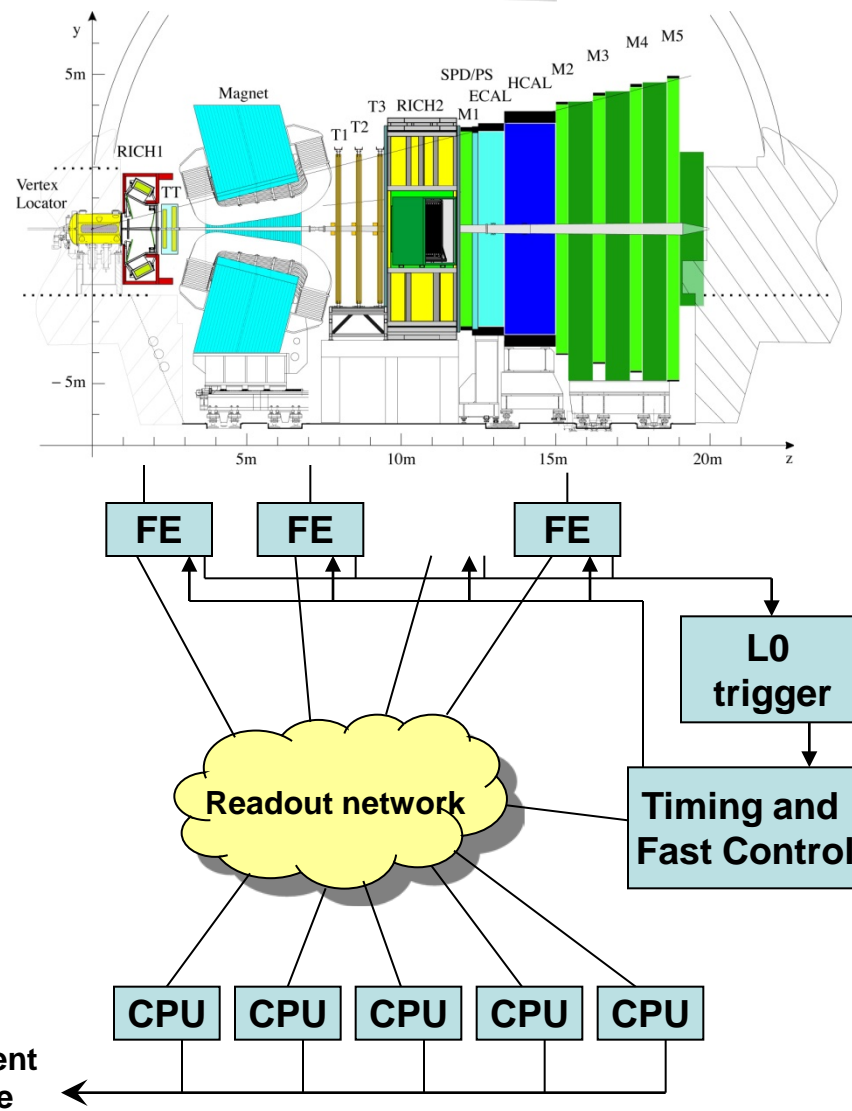 y
5m
Magnet
SPD/PS
ECAL
HCAL
M1
M2
M3
M4
M5
T1
T2
T3
RICH2
RICH1
TT
Vertex
Locator
− 5m
5m
10m
15m
20m
z
FE
FE
FE
L0
trigger
Readout network
Timing and
Fast Control
CPU
CPU
CPU
CPU
CPU
ent
e